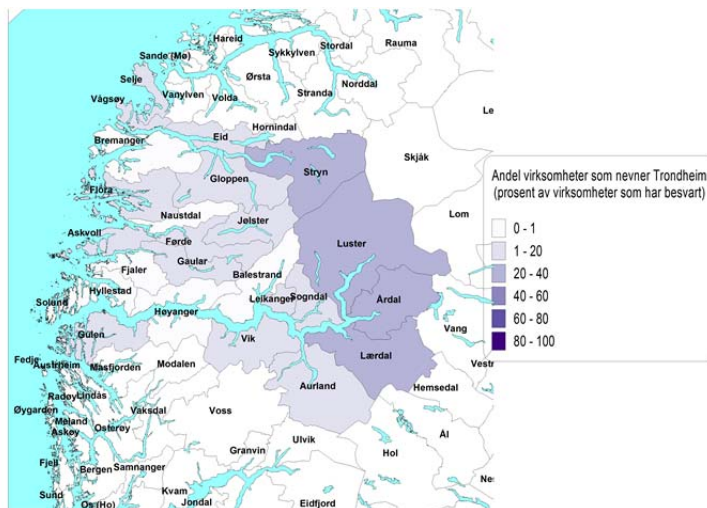 Hareid
Stordal
Sande (Mø)
Sykkylven
Rauma
Selje
Ørsta
Norddal
Vanylven
Volda
Stranda
Vågsøy
Hornindal
Bremanger
Eid
Skjåk
Stryn
Gloppen
Flora
Lom
Naustdal
Jølster
Askvoll
Førde
Luster
Gaular
Fjaler
Balestrand
Hyllestad
Leikanger
Sogndal
Årdal
Solund
Høyanger
Vang
Gulen
Vik
Lærdal
Fedje
Austrheim
Masfjorden
Modalen
Vestr
Aurland
Hemsedal
Radøy
Lindås
Øygarden
Vaksdal
Voss
Meland
Osterøy
Askøy
Ål
Ulvik
Hol
Granvin
Fjell
Bergen
Samnanger
Kvam
Sund
Os (Ho)
Jondal
Eidfjord
Andel virksomheter som nevner Trondheim
(prosent av virksomheter som har besvart)
0 - 1
1 - 20
20 - 40
40 - 60
60 - 80
80 - 100